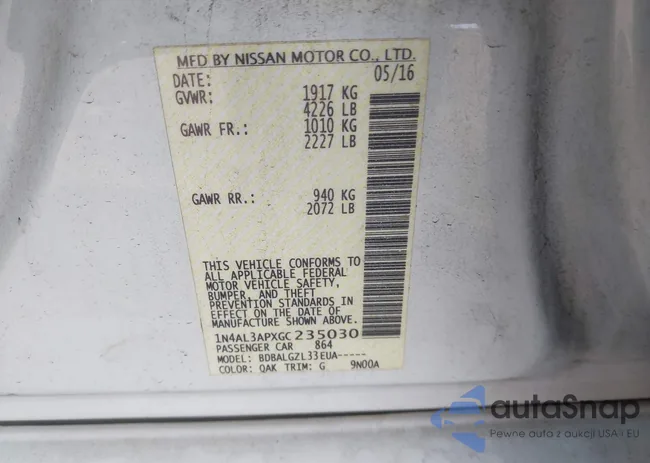 MFD BY NISSAN MOTOR CO., LTD.
DATE: 05/16
GVWR: 1917 KG
4226 LB
GAWR FR.: 1010 KG
2227 LB
GAWR RR.: 940 KG
2072 LB
THIS VEHICLE CONFORMS TO
ALL APPLICABLE FEDERAL
MOTOR VEHICLE SAFETY,
BUMPER, AND THEFT
PREVENTION STANDARDS IN
EFFECT ON THE DATE OF
MANUFACTURE SHOWN ABOVE.
1N4AL3APXGC235030
PASSENGER CAR 864
MODEL: BDBALGZL33EUA-----
COLOR: QAK TRIM: G 9N00A
autaSnap
Pewne auta z aukcji USA i EU